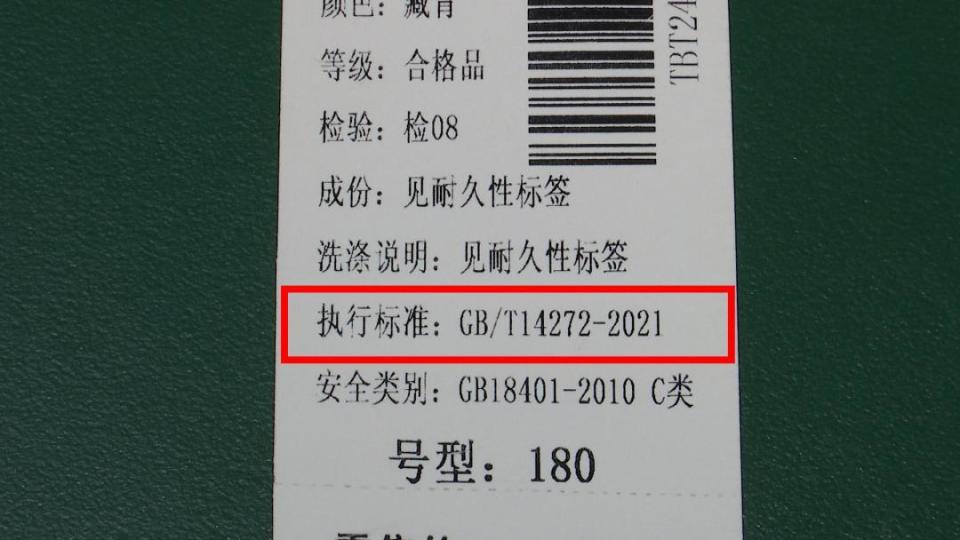 颜色：藏青
TBT24
等级：合格品
检验：检08
成份：见耐久性标签
洗涤说明：见耐久性标签
执行标准：GB/T14272-2021
安全类别：GB18401-2010 C类
号型：180